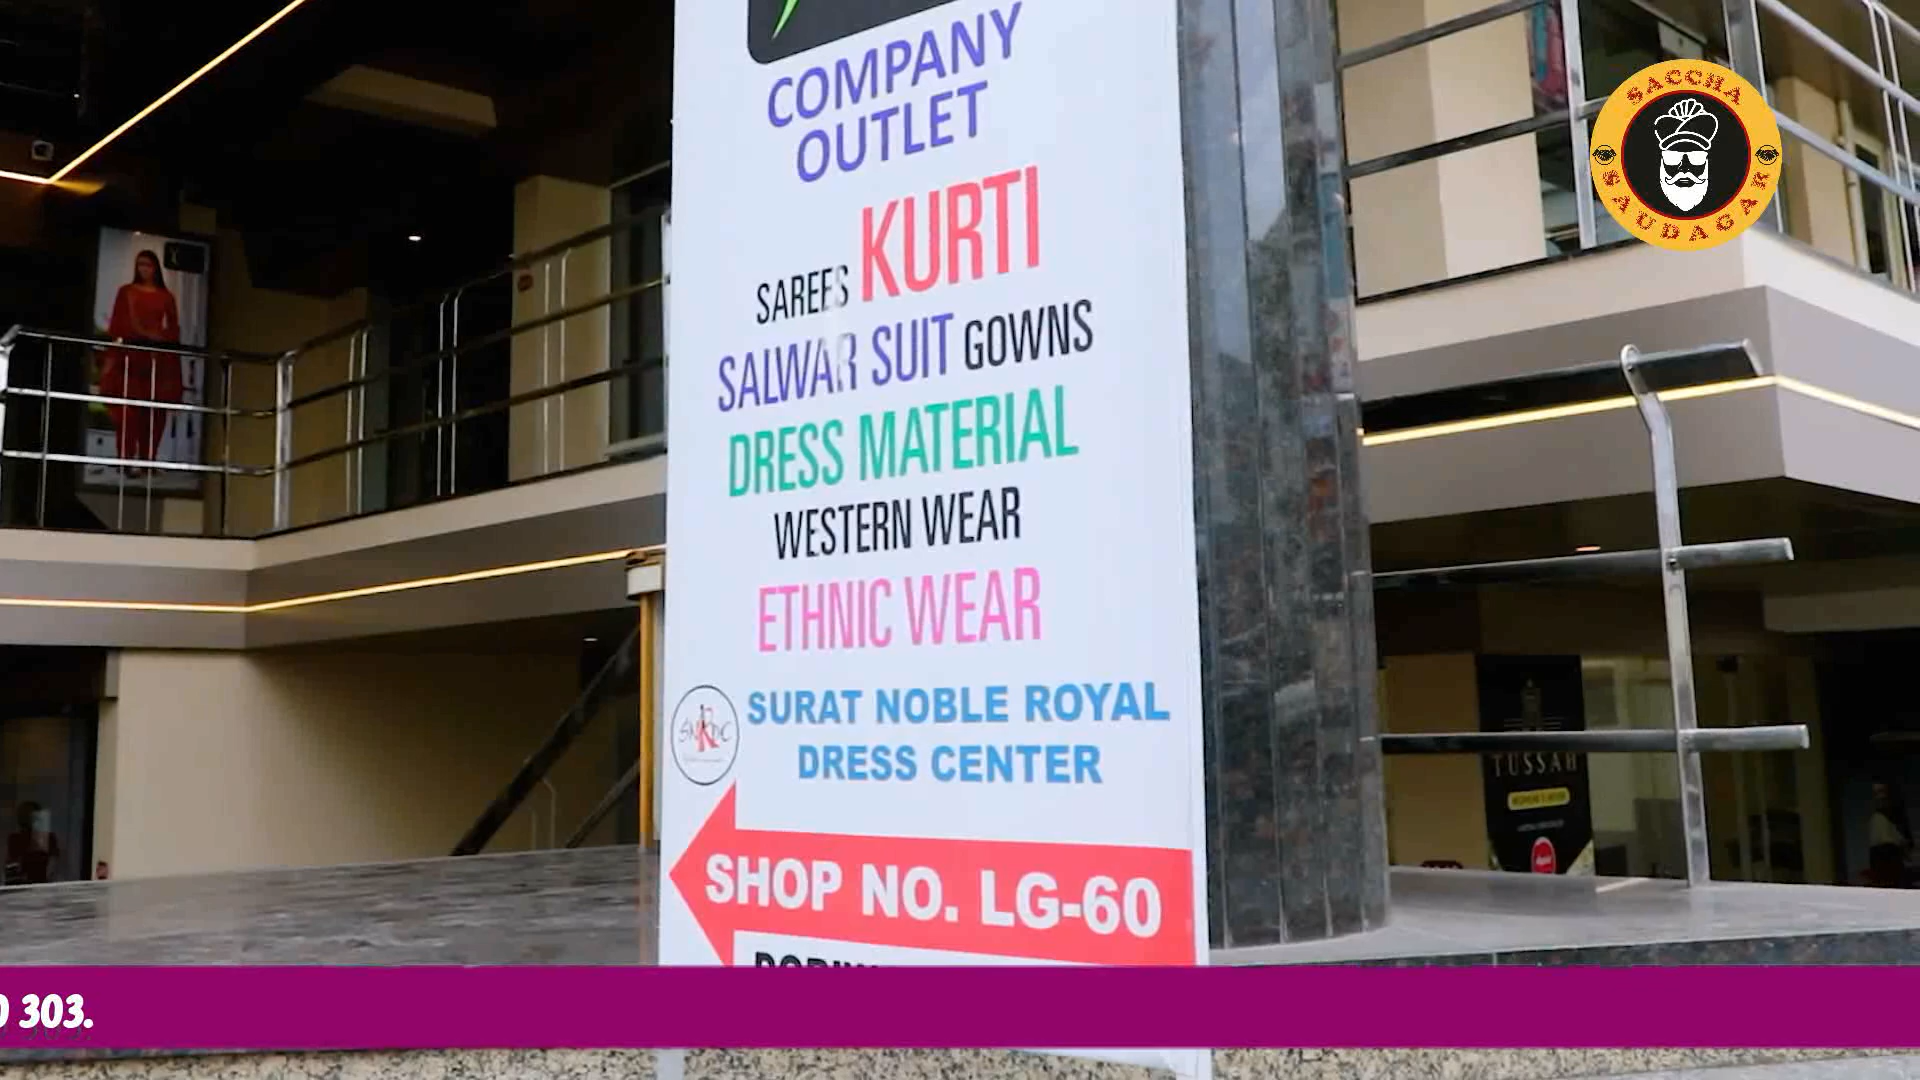 COMPANY
OUTLET
SAREES KURTI
SALWAR SUIT GOWNS
DRESS MATERIAL
WESTERN WEAR
ETHNIC WEAR
SNRDC
SURAT NOBLE ROYAL
DRESS CENTER
SHOP NO. LG-60
SACCHA
SAUDAGAR
TUSSAH
303.